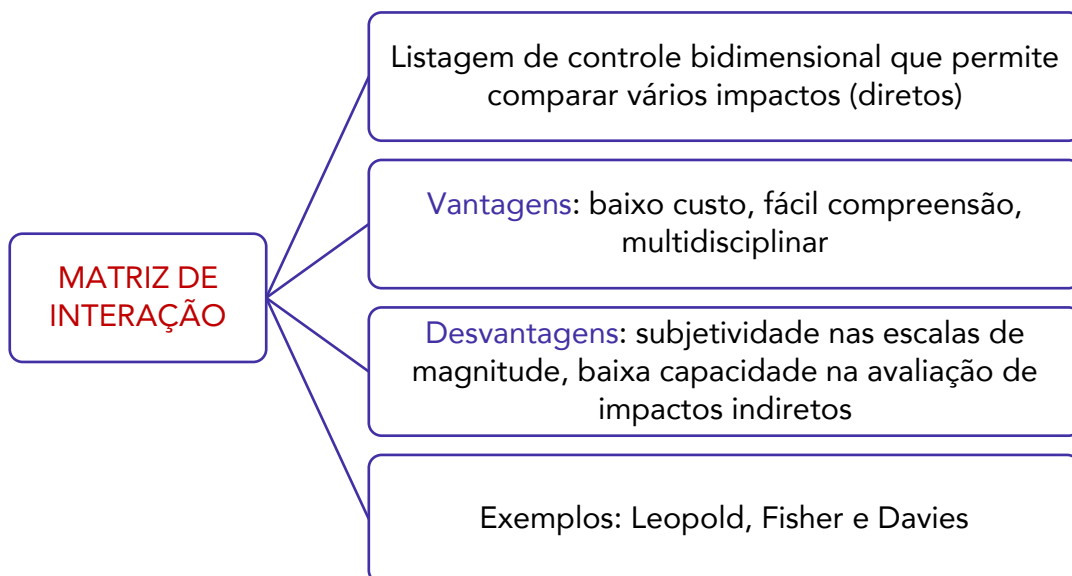 MATRIZ DE
INTERAÇÃO
Listagem de controle bidimensional que permite
comparar vários impactos (diretos)
Vantagens: baixo custo, fácil compreensão,
multidisciplinar
Desvantagens: subjetividade nas escalas de
magnitude, baixa capacidade na avaliação de
impactos indiretos
Exemplos: Leopold, Fisher e Davies